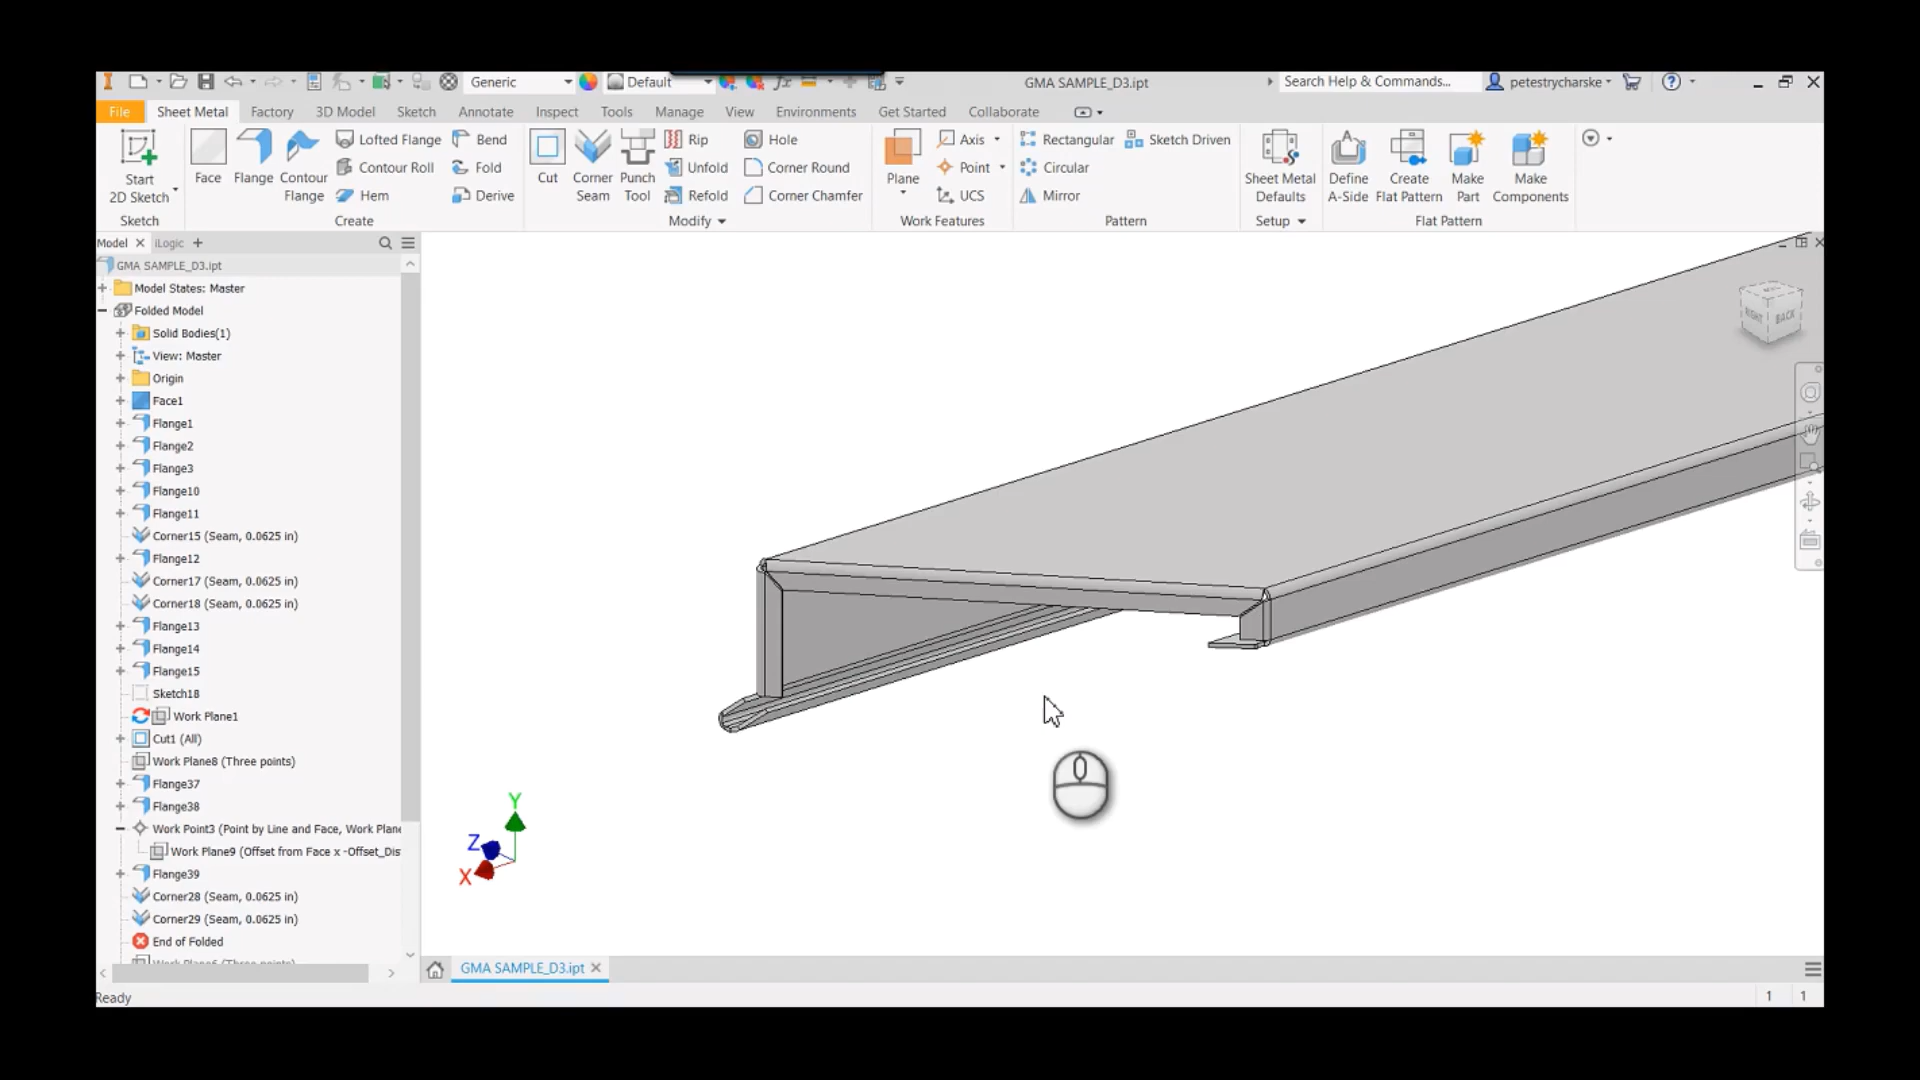 Generic
Default
fx
GMA SAMPLE_D3.ipt
Search Help & Commands...
petestrycharske
File
Sheet Metal
Factory
3D Model
Sketch
Annotate
Inspect
Tools
Manage
View
Environments
Get Started
Collaborate
Start
2D Sketch
Sketch
Face
Flange
Contour
Flange
Lofted Flange
Contour Roll
Hem
Bend
Fold
Derive
Create
Cut
Corner
Seam
Punch
Tool
Rip
Unfold
Refold
Hole
Corner Round
Corner Chamfer
Modify
Plane
Axis
Point
UCS
Work Features
Rectangular
Circular
Mirror
Sketch Driven
Pattern
Sheet Metal
Defaults
Setup
Define
A-Side
Create
Flat Pattern
Make
Part
Make
Components
Flat Pattern
Model
iLogic
GMA SAMPLE_D3.ipt
Model States: Master
Folded Model
Solid Bodies(1)
View: Master
Origin
Face1
Flange1
Flange2
Flange3
Flange10
Flange11
Corner15 (Seam, 0.0625 in)
Flange12
Corner17 (Seam, 0.0625 in)
Corner18 (Seam, 0.0625 in)
Flange13
Flange14
Flange15
Sketch18
Work Plane1
Cut1 (All)
Work Plane8 (Three points)
Flange37
Flange38
Work Point3 (Point by Line and Face, Work Plane
Work Plane9 (Offset from Face x -Offset_Dis
Flange39
Corner28 (Seam, 0.0625 in)
Corner29 (Seam, 0.0625 in)
End of Folded
RIGHT
BACK
Y
Z
X
GMA SAMPLE_D3.ipt
Ready
1
1